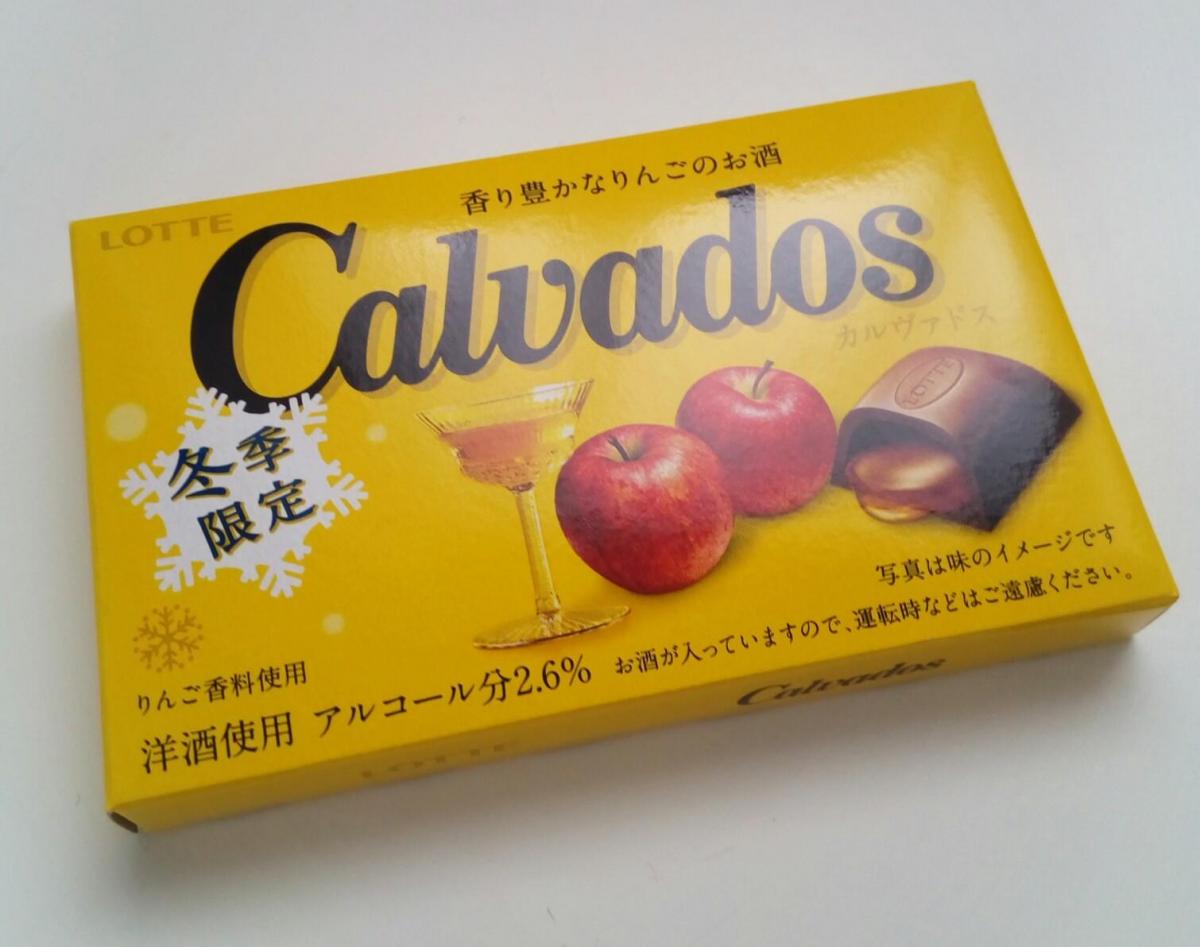 香り豊かなりんごのお酒
LOTTE
Calvados
カルヴァドス
LOTTE
冬季
限定
写真は味のイメージです
お酒が入っていますので、運転時などはご遠慮ください。
りんご香料使用
洋酒使用 アルコール分2.6%
Calvados
LOTTE